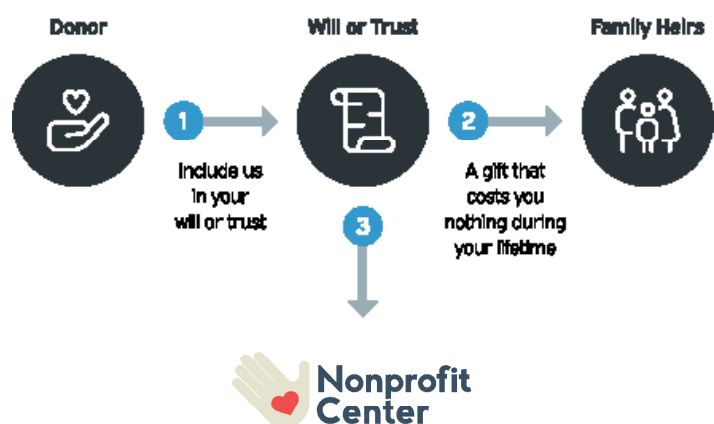 Donor
Will or Trust
Family Heirs
1
2
Include us
in your
will or trust
A gift that
costs you
nothing during
your lifetime
3
Nonprofit
Center